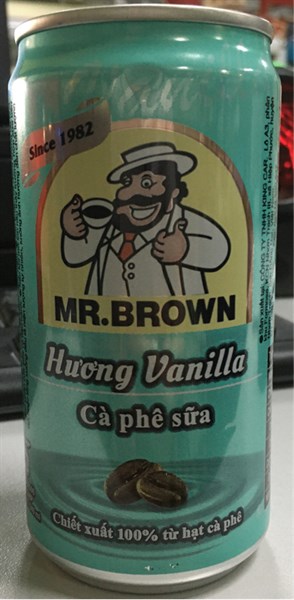 Since 1982
MR.BROWN
Hương Vanilla
Cà phê sữa
Chiết xuất 100% từ hạt cà phê